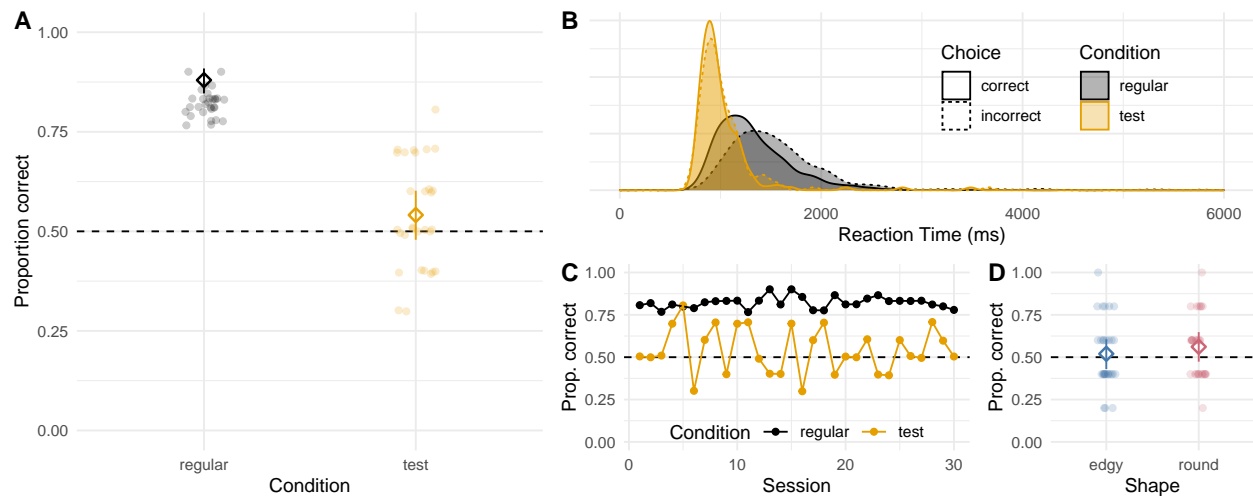 A
Proportion correct
1.00
0.75
0.50
0.25
0.00
regular test
Condition
B
Choice
correct
incorrect
Condition
regular
test
0 2000 4000 6000
Reaction Time (ms)
C
Prop. correct
1.00
0.75
0.50
0.25
0.00
Condition regular test
0 10 20 30
Session
D
Prop. correct
1.00
0.75
0.50
0.25
0.00
edgy round
Shape